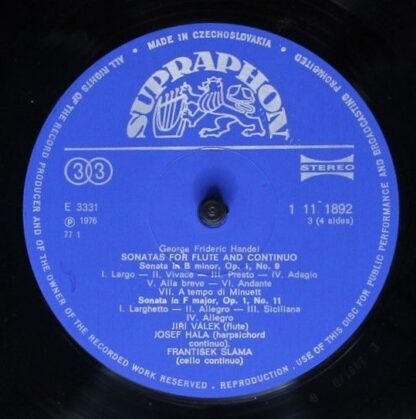 ALL RIGHTS OF THE RECORD PRODUCER AND OF THE OWNER OF THE RECORDED WORK RESERVED • REPRODUCTION • USE OF THIS DISC FOR PUBLIC PERFORMANCE AND BROADCASTING PROHIBITED
• MADE IN CZECHOSLOVAKIA •
SUPRAPHON
33
STEREO
E 3331
1 11 1892
℗ 1976
3 (4 sides)
77 1
George Frideric Handel
SONATAS FOR FLUTE AND CONTINUO
Sonata in B minor, Op. 1, No. 9
I. Largo — II. Vivace — III. Presto — IV. Adagio
V. Alla breve — VI. Andante
VII. A tempo di Minuett
Sonata in F major, Op. 1, No. 11
I. Larghetto — II. Allegro — III. Siciliana
IV. Allegro
JIŘÍ VÁLEK (flute)
JOSEF HÁLA (harpsichord
continuo),
FRANTIŠEK SLÁMA
(cello continuo)